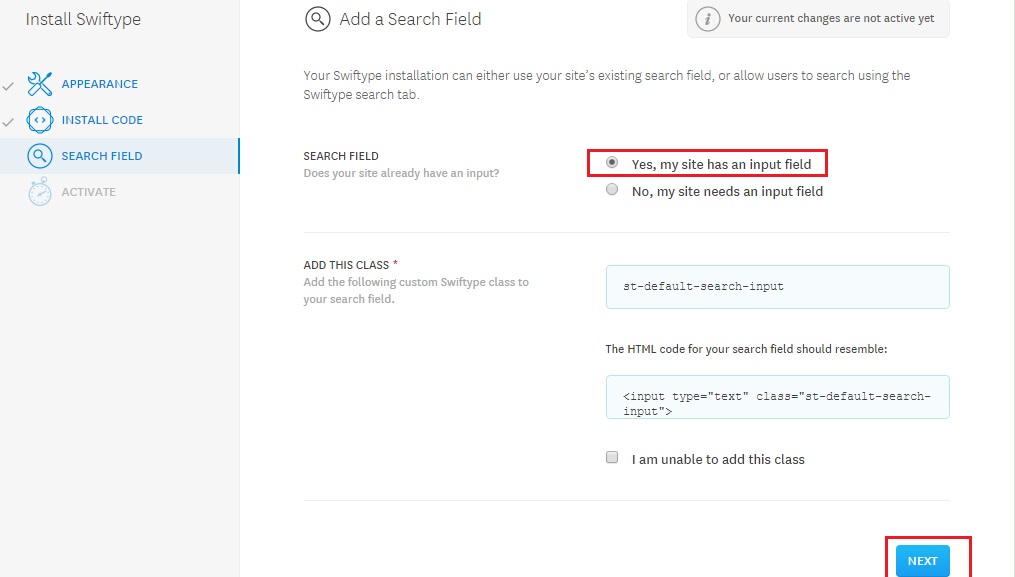 Install Swiftype
APPEARANCE
INSTALL CODE
SEARCH FIELD
ACTIVATE
Add a Search Field
Your current changes are not active yet
Your Swiftype installation can either use your site's existing search field, or allow users to search using the
Swiftype search tab.
SEARCH FIELD
Does your site already have an input?
Yes, my site has an input field
No, my site needs an input field
ADD THIS CLASS *
Add the following custom Swiftype class to
your search field.
st-default-search-input
The HTML code for your search field should resemble:
<input type="text" class="st-default-search-
input">
I am unable to add this class
NEXT